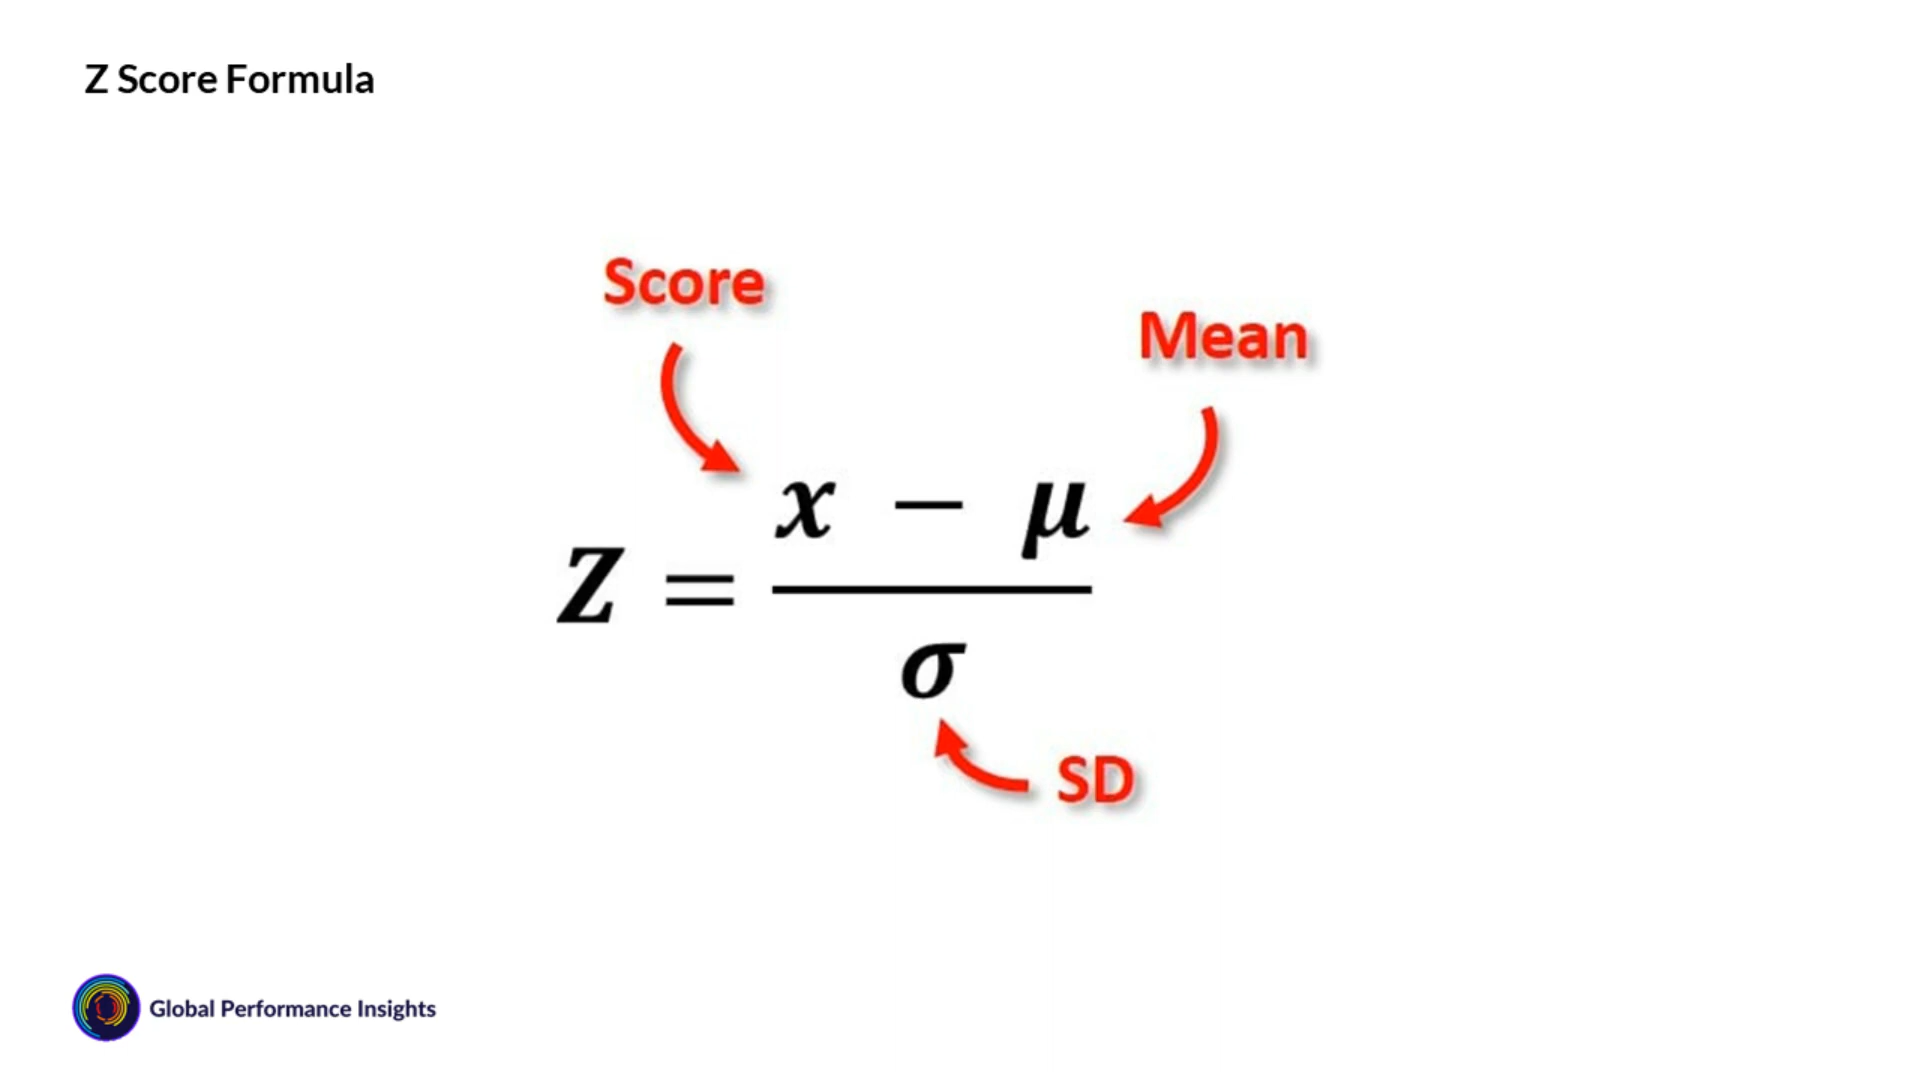 Z Score Formula
Score
Mean
Z = x − μ
σ
SD
Global Performance Insights